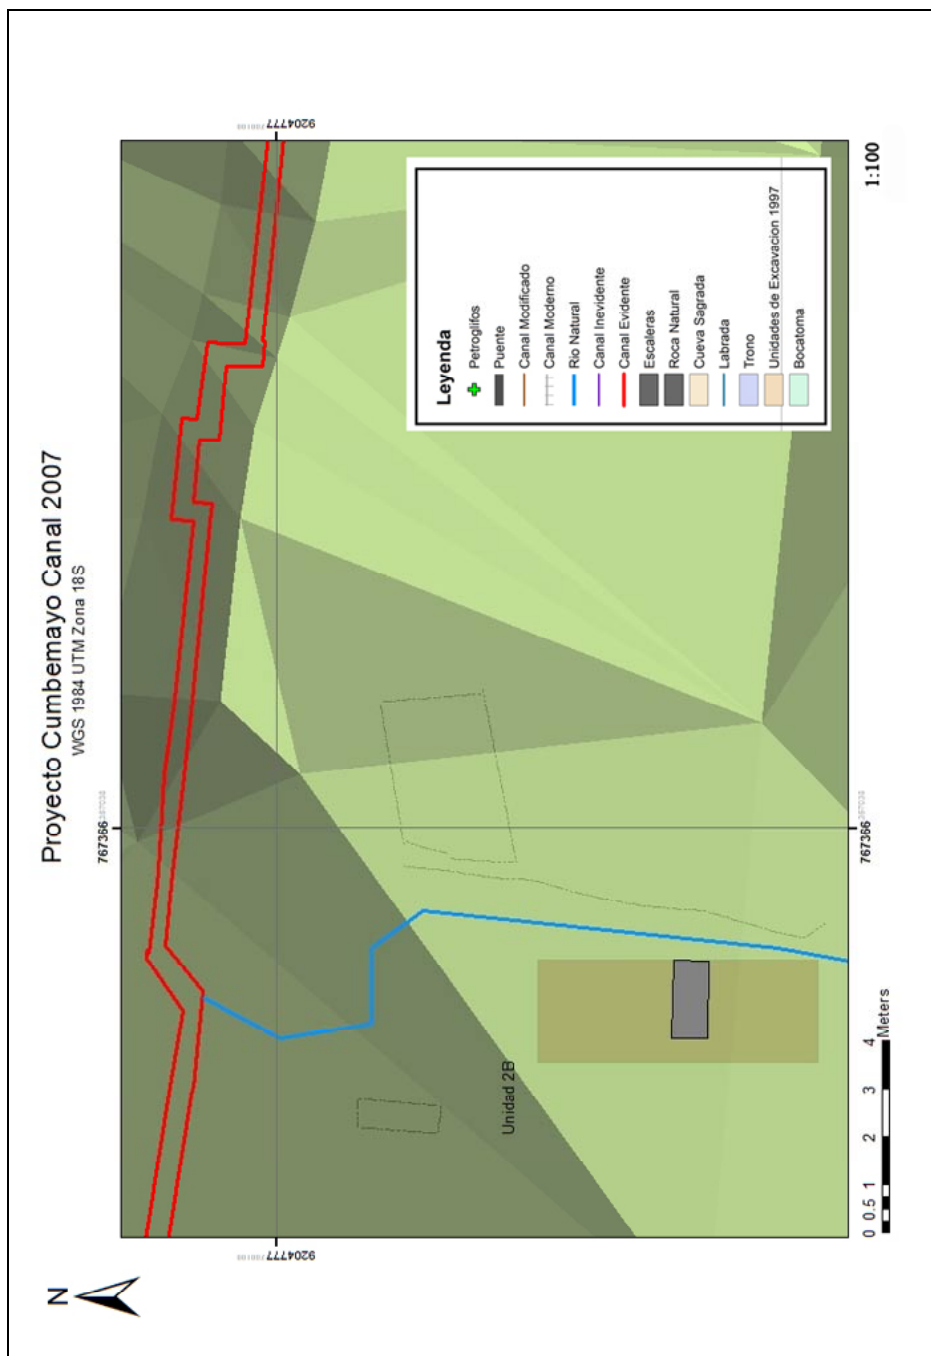 Proyecto Cumbemayo Canal 2007
WGS 1984 UTM Zona 18S
N
767366
9204777
9204777
Leyenda
Petroglifos
Puente
Canal Modificado
Canal Moderno
Rio Natural
Canal Inevidente
Canal Evidente
Escaleras
Roca Natural
Cueva Sagrada
Labrada
Trono
Unidades de Excavacion 1997
Bocatoma
Unidad 2B
767366
0 0.5 1 2 3 4
Meters
1:100